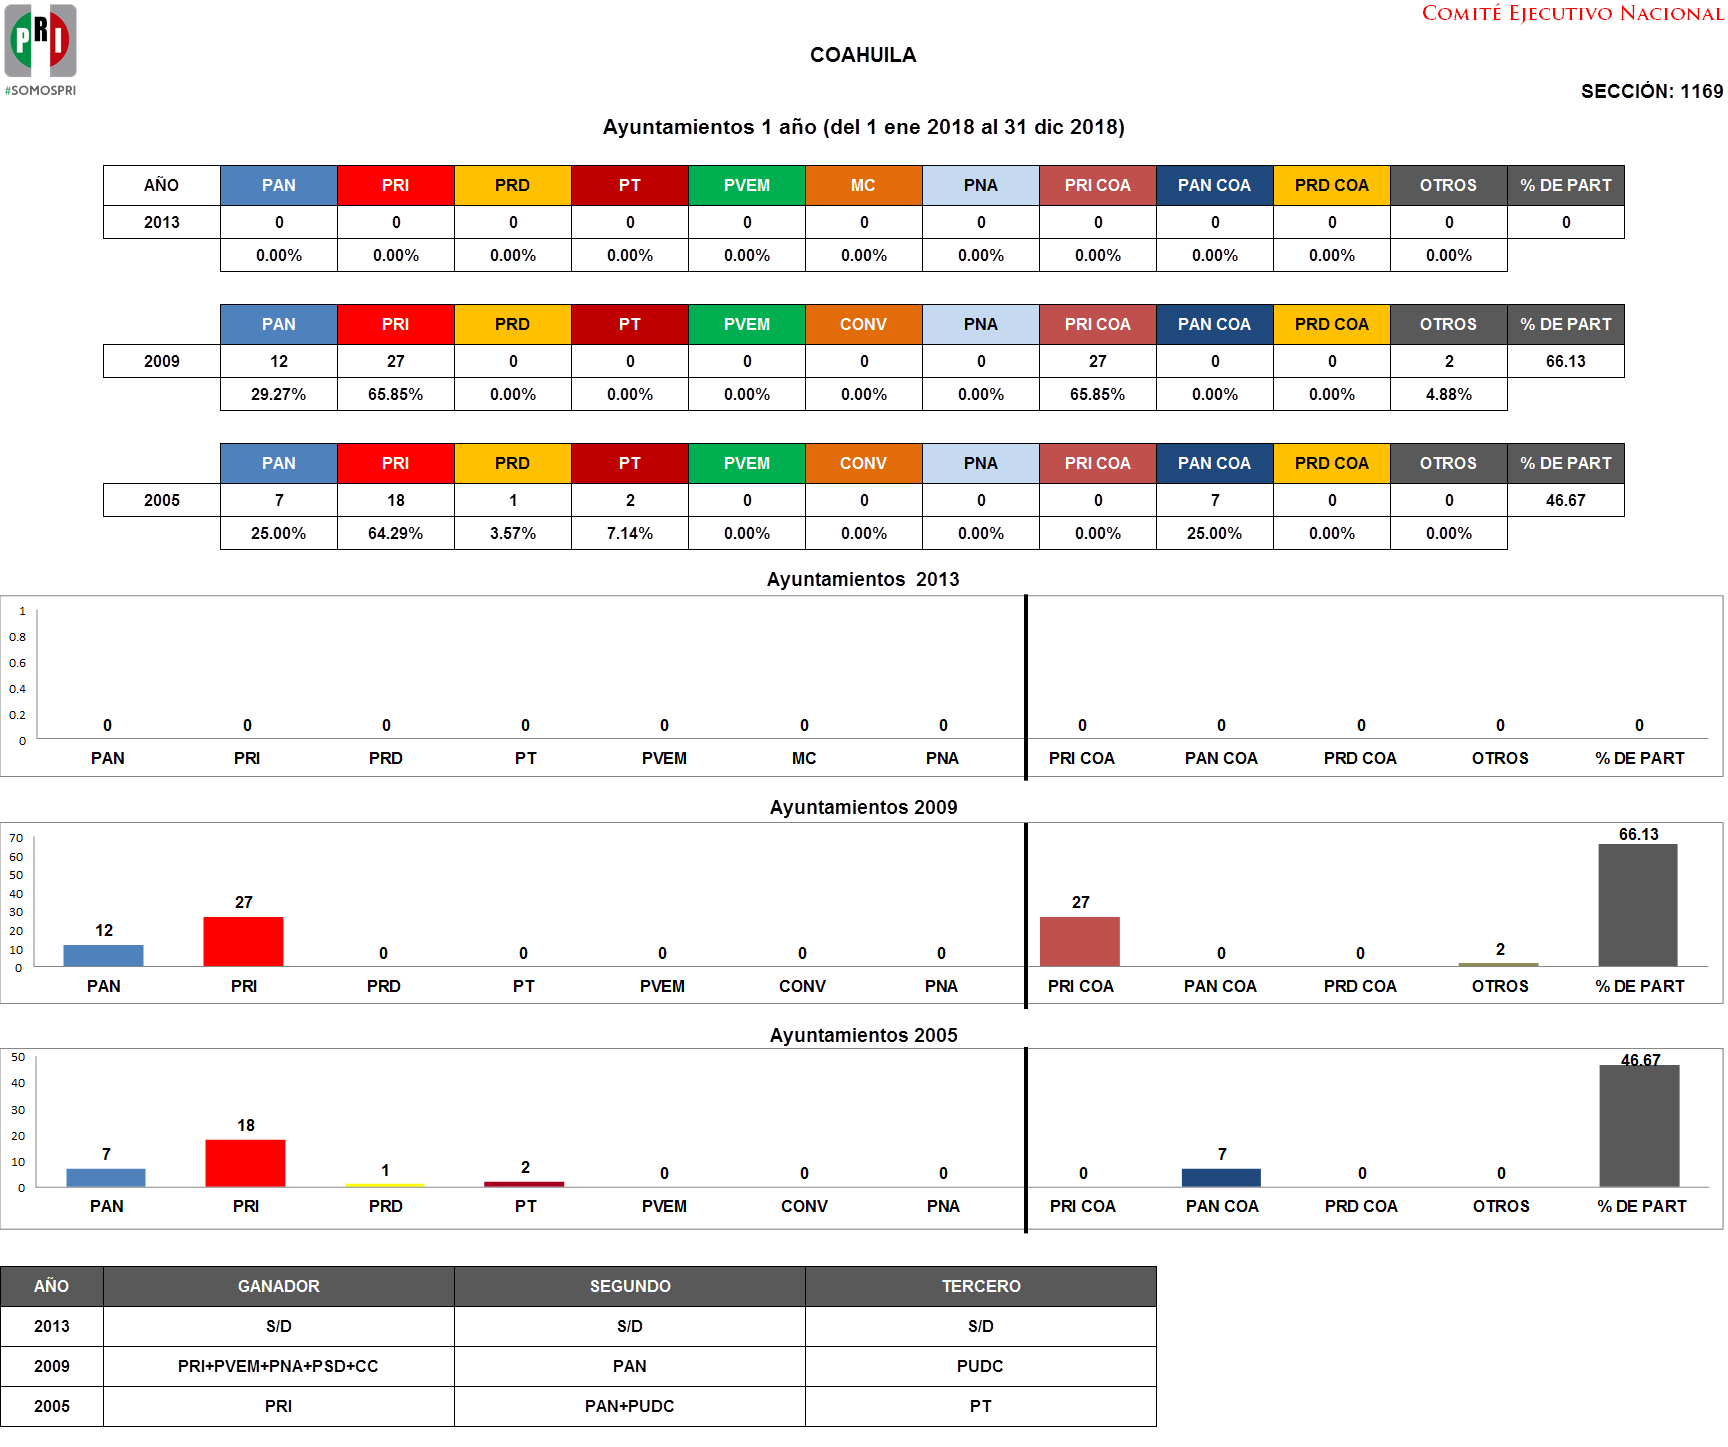 COMITÉ EJECUTIVO NACIONAL
PRI
#SOMOSPRI
COAHUILA
SECCIÓN: 1169
Ayuntamientos 1 año (del 1 ene 2018 al 31 dic 2018)
AÑO PAN PRI PRD PT PVEM MC PNA PRI COA PAN COA PRD COA OTROS % DE PART
2013 0 0 0 0 0 0 0 0 0 0 0 0
0.00% 0.00% 0.00% 0.00% 0.00% 0.00% 0.00% 0.00% 0.00% 0.00% 0.00%
PAN PRI PRD PT PVEM CONV PNA PRI COA PAN COA PRD COA OTROS % DE PART
2009 12 27 0 0 0 0 0 27 0 0 2 66.13
29.27% 65.85% 0.00% 0.00% 0.00% 0.00% 0.00% 65.85% 0.00% 0.00% 4.88%
PAN PRI PRD PT PVEM CONV PNA PRI COA PAN COA PRD COA OTROS % DE PART
2005 7 18 1 2 0 0 0 0 7 0 0 46.67
25.00% 64.29% 3.57% 7.14% 0.00% 0.00% 0.00% 0.00% 25.00% 0.00% 0.00%
Ayuntamientos 2013
1
0.8
0.6
0.4
0.2
0
0 0 0 0 0 0 0 0 0 0 0 0
PAN PRI PRD PT PVEM MC PNA PRI COA PAN COA PRD COA OTROS % DE PART
Ayuntamientos 2009
70
60
50
40
30
20
10
0
12 27 0 0 0 0 0 27 0 0 2 66.13
PAN PRI PRD PT PVEM CONV PNA PRI COA PAN COA PRD COA OTROS % DE PART
Ayuntamientos 2005
50
40
30
20
10
0
7 18 1 2 0 0 0 0 7 0 0 46.67
PAN PRI PRD PT PVEM CONV PNA PRI COA PAN COA PRD COA OTROS % DE PART
AÑO GANADOR SEGUNDO TERCERO
2013 S/D S/D S/D
2009 PRI+PVEM+PNA+PSD+CC PAN PUDC
2005 PRI PAN+PUDC PT